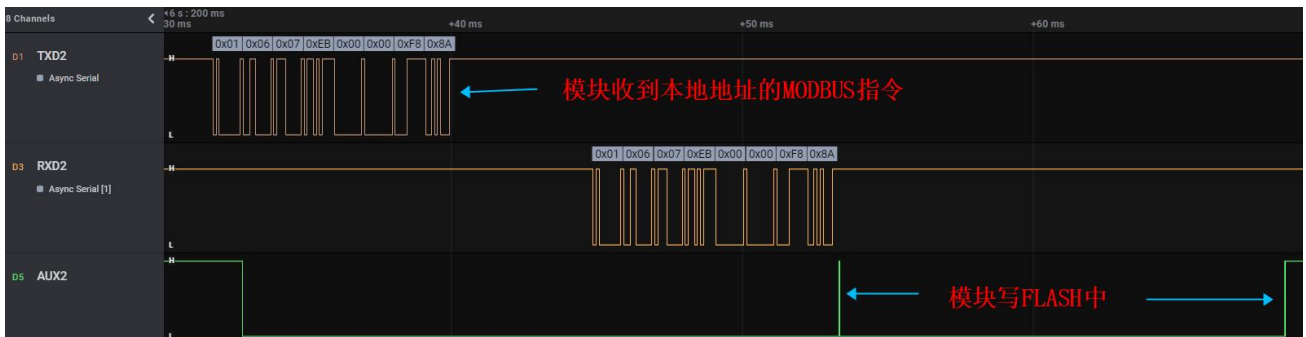 8 Channels
6 s : 200 ms
30 ms
+40 ms
+50 ms
+60 ms
0x01 0x06 0x07 0xEB 0x00 0x00 0xF8 0x8A
D1 TXD2
H
Async Serial
模块收到本地地址的MODBUS指令
L
0x01 0x06 0x07 0xEB 0x00 0x00 0xF8 0x8A
D3 RXD2
H
Async Serial [1]
L
H
D5 AUX2
模块写FLASH中
L